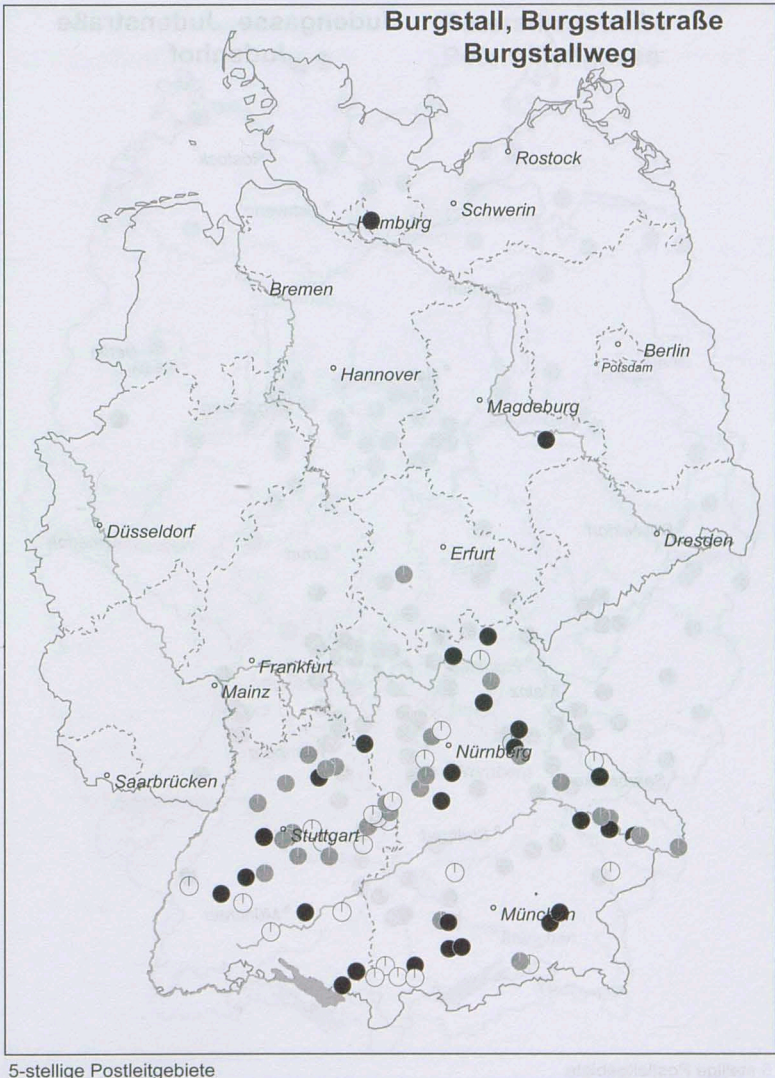 Burgstall, Burgstallstraße
Burgstallweg
Rostock
Schwerin
Hamburg
Bremen
Berlin
Potsdam
Hannover
Magdeburg
Düsseldorf
Dresden
Erfurt
Frankfurt
Mainz
Nürnberg
Saarbrücken
Stuttgart
München
5-stellige Postleitgebiete